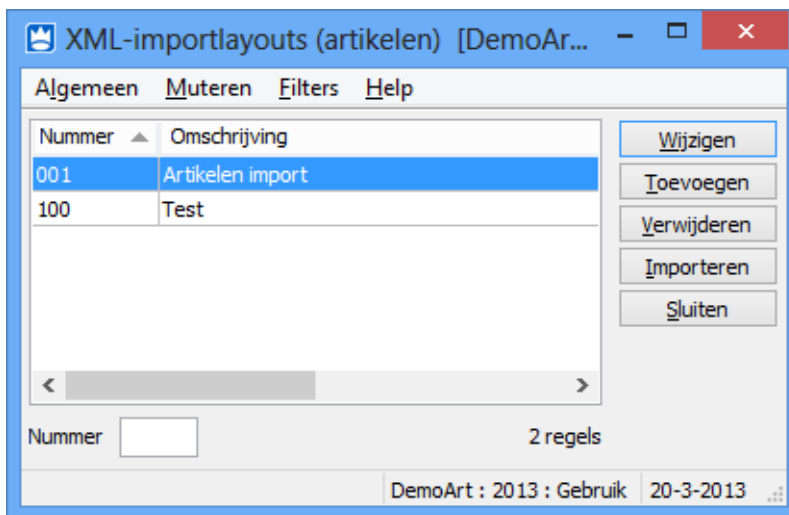 XML-importlayouts (artikelen) [DemoAr...
Algemeen Muteren Filters Help
Nummer Omschrijving
001 Artikelen import
100 Test
Wijzigen
Toevoegen
Verwijderen
Importeren
Sluiten
Nummer 2 regels
DemoArt : 2013 : Gebruik 20-3-2013